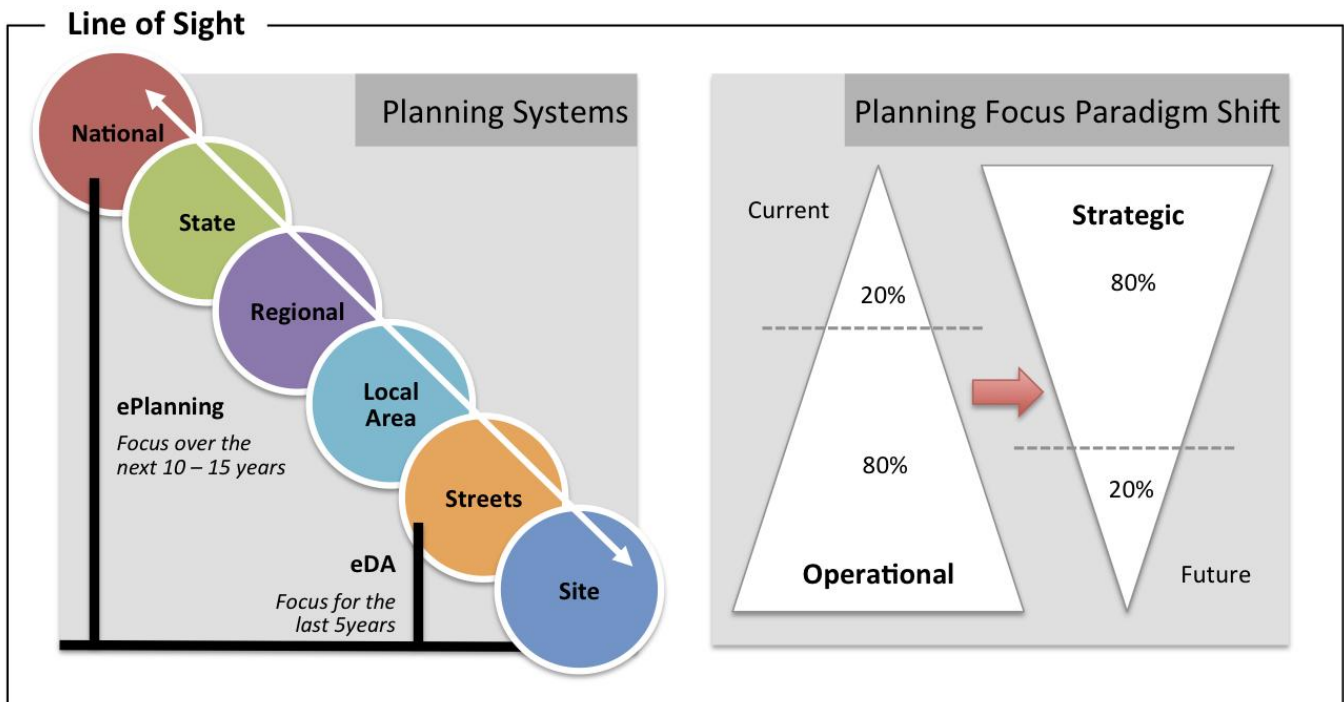 Line of Sight
Planning Systems
National
State
Regional
Local
Area
Streets
Site
ePlanning
Focus over the
next 10 – 15 years
eDA
Focus for the
last 5years
Planning Focus Paradigm Shift
Current
20%
80%
Operational
Strategic
80%
20%
Future